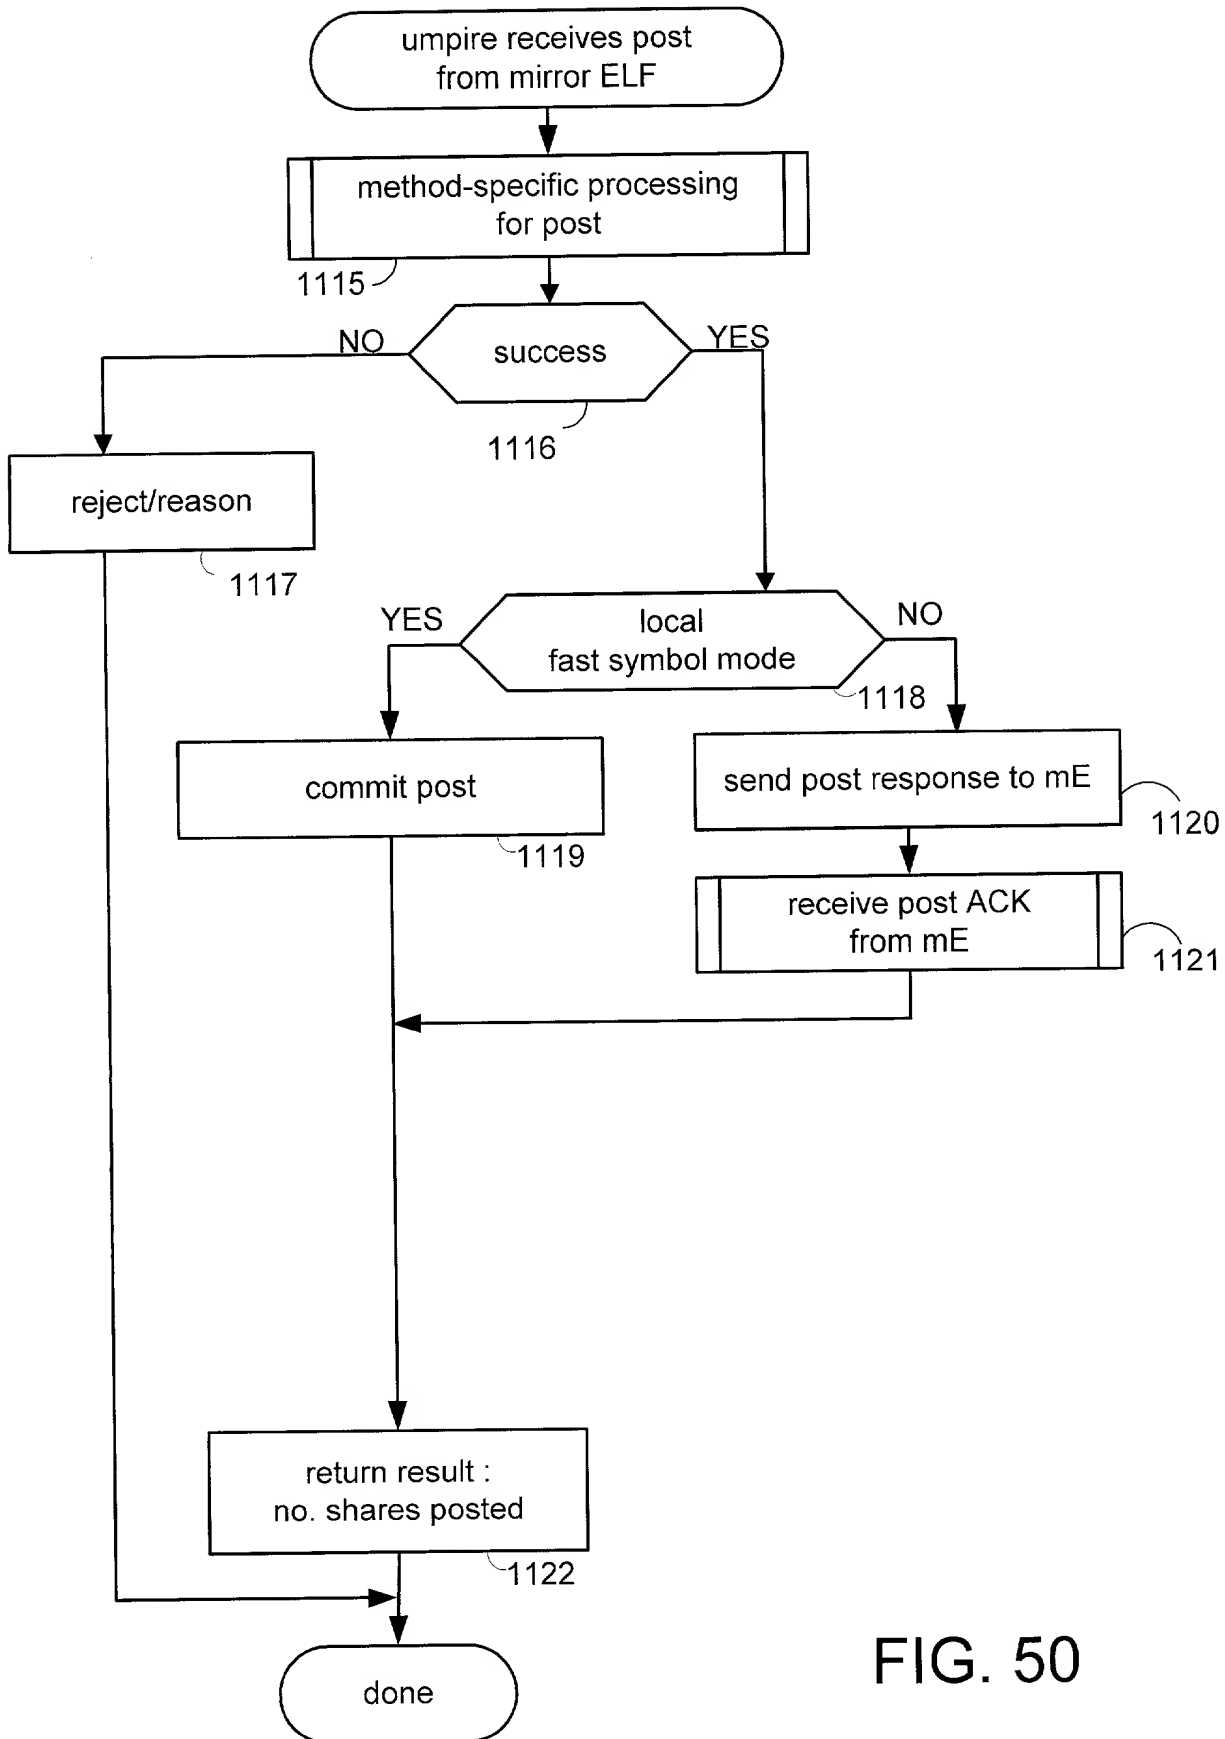 umpire receives post
from mirror ELF
method-specific processing
for post
1115
NO
YES
success
1116
reject/reason
1117
YES
NO
local
fast symbol mode
1118
commit post
1119
send post response to mE
1120
receive post ACK
from mE
1121
return result :
no. shares posted
1122
done
FIG. 50